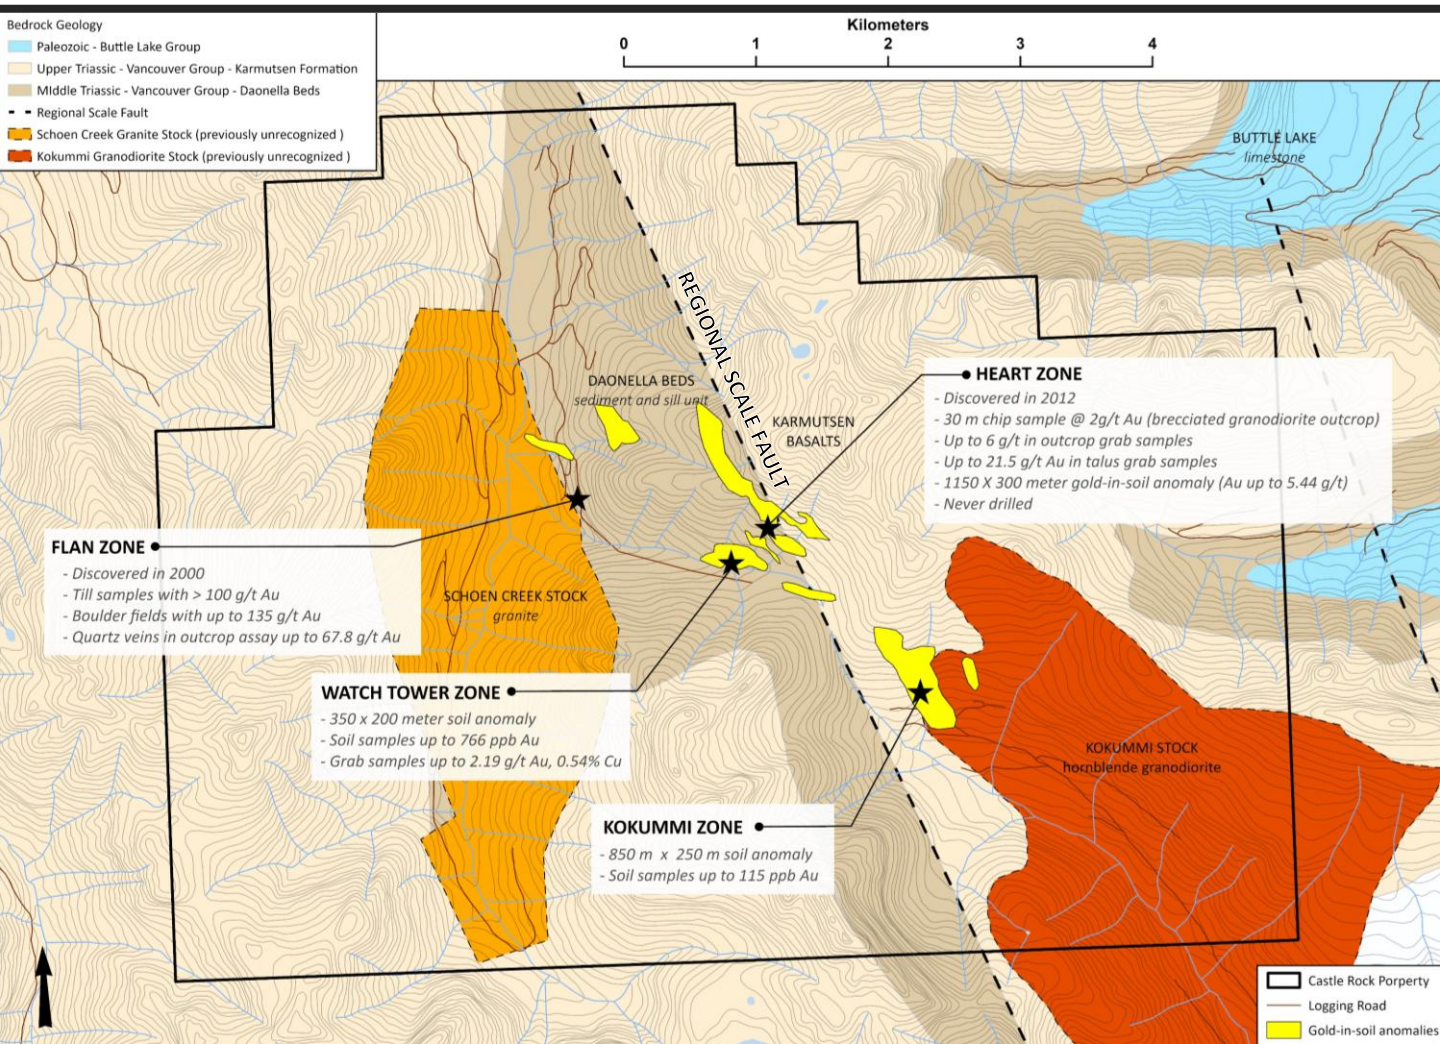 Bedrock Geology
Paleozoic - Buttle Lake Group
Upper Triassic - Vancouver Group - Karmutsen Formation
MIddle Triassic - Vancouver Group - Daonella Beds
Regional Scale Fault
Schoen Creek Granite Stock (previously unrecognized )
Kokummi Granodiorite Stock (previously unrecognized )
Kilometers
0 1 2 3 4
BUTTLE LAKE
limestone
REGIONAL SCALE FAULT
DAONELLA BEDS
sediment and sill unit
KARMUTSEN
BASALTS
HEART ZONE
- Discovered in 2012
- 30 m chip sample @ 2g/t Au (brecciated granodiorite outcrop)
- Up to 6 g/t in outcrop grab samples
- Up to 21.5 g/t Au in talus grab samples
- 1150 X 300 meter gold-in-soil anomaly (Au up to 5.44 g/t)
- Never drilled
FLAN ZONE
- Discovered in 2000
- Till samples with > 100 g/t Au
- Boulder fields with up to 135 g/t Au
- Quartz veins in outcrop assay up to 67.8 g/t Au
SCHOEN CREEK STOCK
granite
WATCH TOWER ZONE
- 350 x 200 meter soil anomaly
- Soil samples up to 766 ppb Au
- Grab samples up to 2.19 g/t Au, 0.54% Cu
KOKUMMI STOCK
hornblende granodiorite
KOKUMMI ZONE
- 850 m x 250 m soil anomaly
- Soil samples up to 115 ppb Au
Castle Rock Porperty
Logging Road
Gold-in-soil anomalies